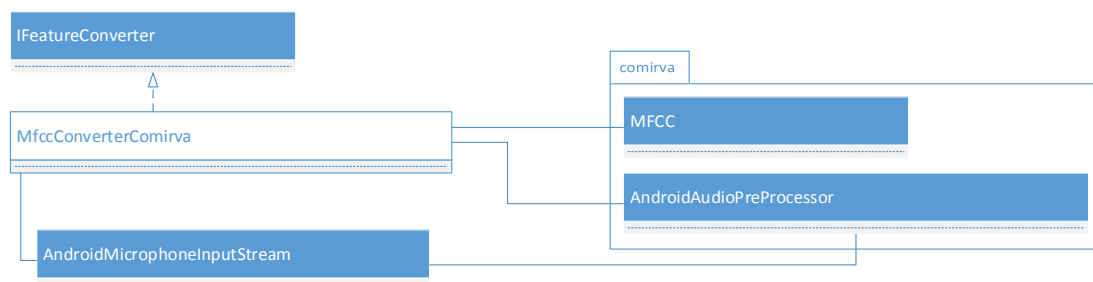 IFeatureConverter
comirva
MfccConverterComirva
MFCC
AndroidAudioPreProcessor
AndroidMicrophoneInputStream